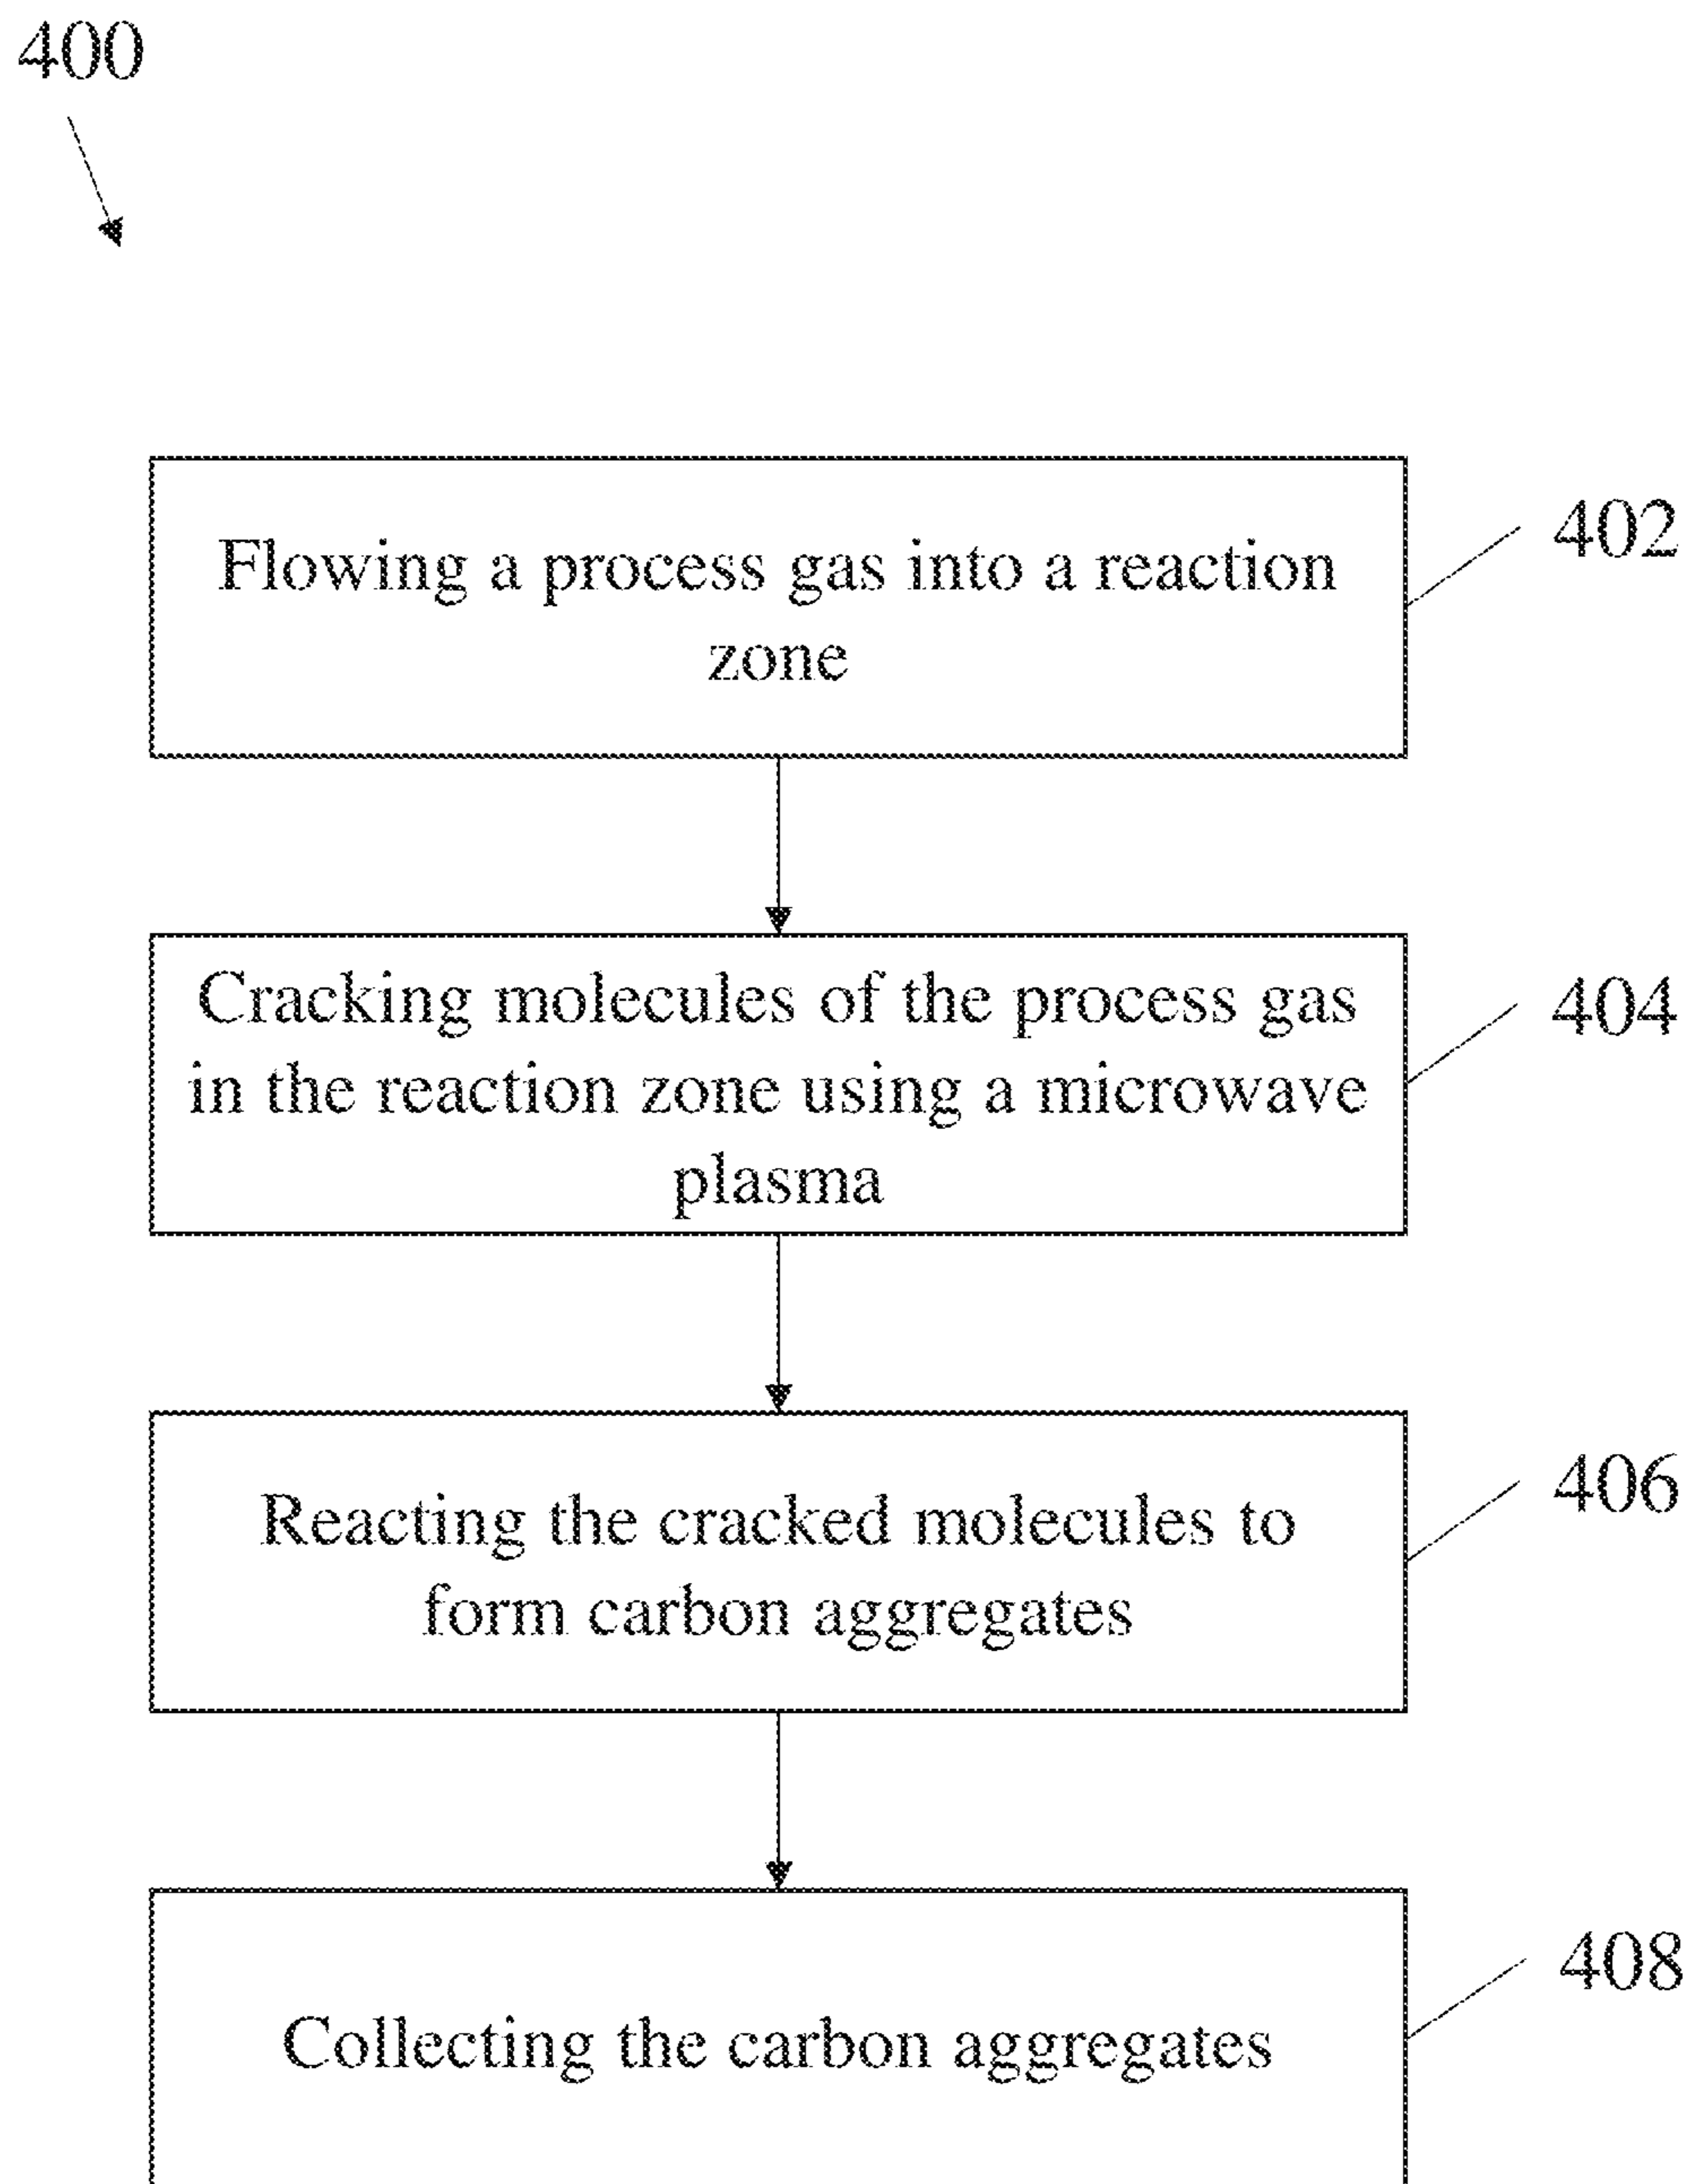 400
Flowing a process gas into a reaction
zone
402
Cracking molecules of the process gas
in the reaction zone using a microwave
plasma
404
Reacting the cracked molecules to
form carbon aggregates
406
Collecting the carbon aggregates
408